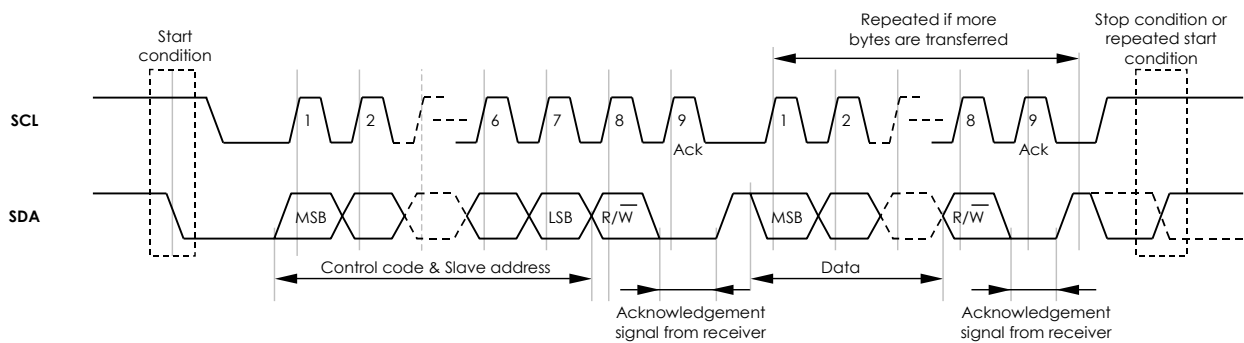 Start
condition
Repeated if more
bytes are transferred
Stop condition or
repeated start
condition
SCL
1 2 6 7 8 9 1 2 8 9
Ack Ack
SDA
MSB LSB R/W̅ MSB R/W̅
Control code & Slave address
Data
Acknowledgement
signal from receiver
Acknowledgement
signal from receiver